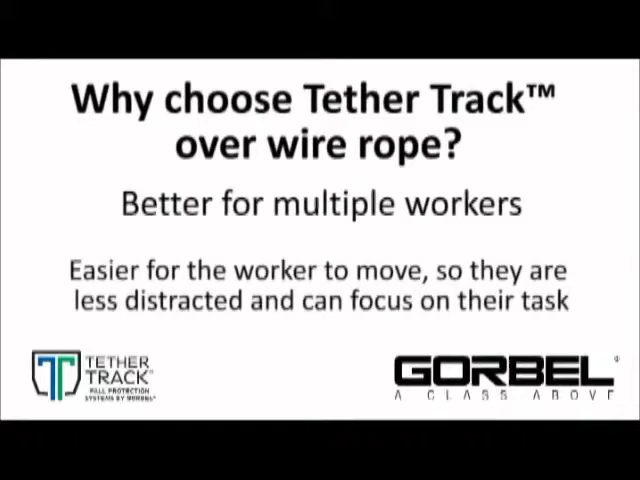 Why choose Tether Track™
over wire rope?
Better for multiple workers
Easier for the worker to move, so they are
less distracted and can focus on their task
TETHER
TRACK™
FALL PROTECTION
SYSTEMS BY GORBEL®
GORBEL®
A CLASS ABOVE